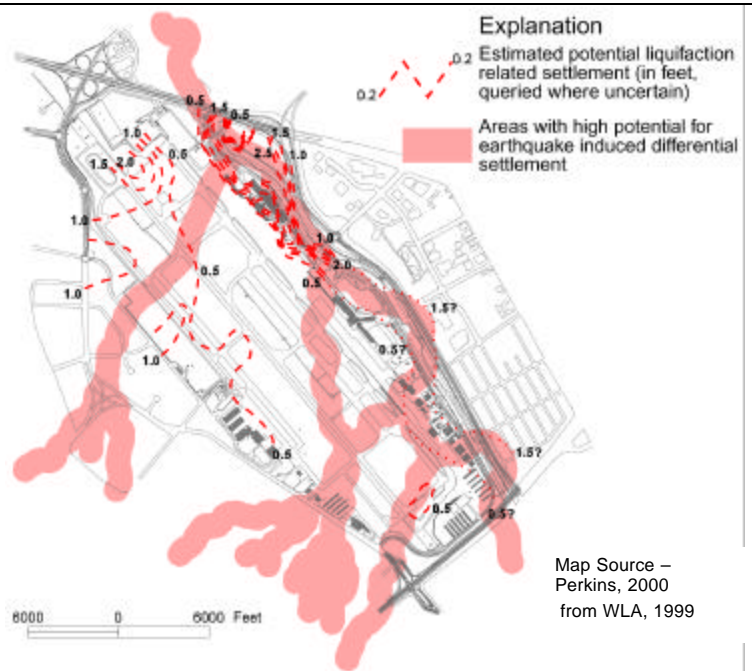 Explanation
0.2 Estimated potential liquifaction
0.2 related settlement (in feet,
queried where uncertain)
Areas with high potential for
earthquake induced differential
settlement
0.5
1.5
0.5
1.0
1.5
1.5
2.0
0.5
2.5
1.0
1.0
0.5
1.0
2.0
1.0
0.5
1.5?
1.0
0.5?
0.5
1.5?
0.5
0.5?
Map Source –
Perkins, 2000
from WLA, 1999
6000 0 6000 Feet